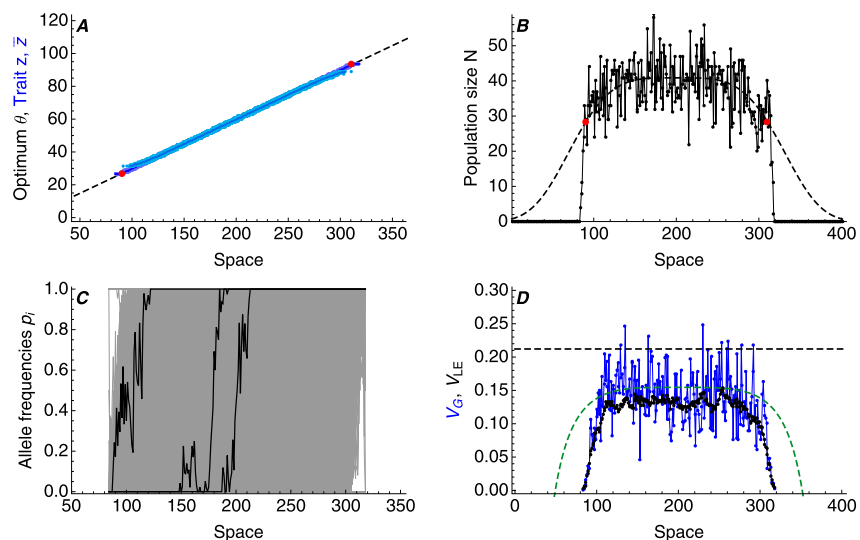 A
Optimum θ, Trait z, z̅
120
100
80
60
40
20
0
50 100 150 200 250 300 350
Space
B
Population size N
50
40
30
20
10
0
100 200 300 400
Space
C
Allele frequencies pᵢ
1.0
0.8
0.6
0.4
0.2
0.0
50 100 150 200 250 300 350
Space
D
V_G, V_LE
0.30
0.25
0.20
0.15
0.10
0.05
0.00
0 100 200 300 400
Space